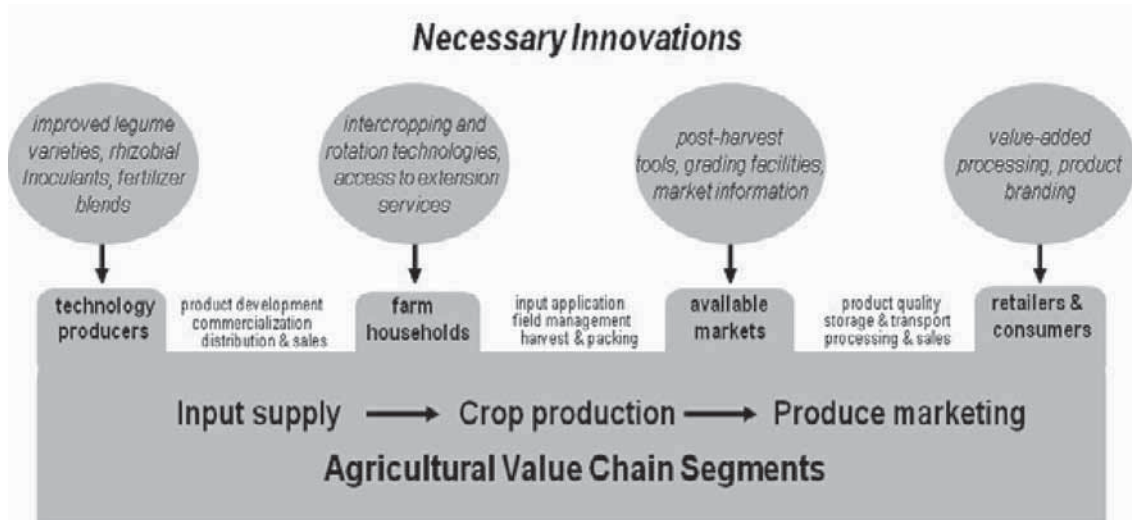 Necessary Innovations
improved legume
varieties, rhizobial
Inoculants, fertilizer
blends
intercropping and
rotation technologies,
access to extension
services
post-harvest
tools, grading facilities,
market information
value-added
processing, product
branding
technology
producers
product development
commercialization
distribution & sales
farm
households
input application
field management
harvest & packing
available
markets
product quality
storage & transport
processing & sales
retailers &
consumers
Input supply
Crop production
Produce marketing
Agricultural Value Chain Segments